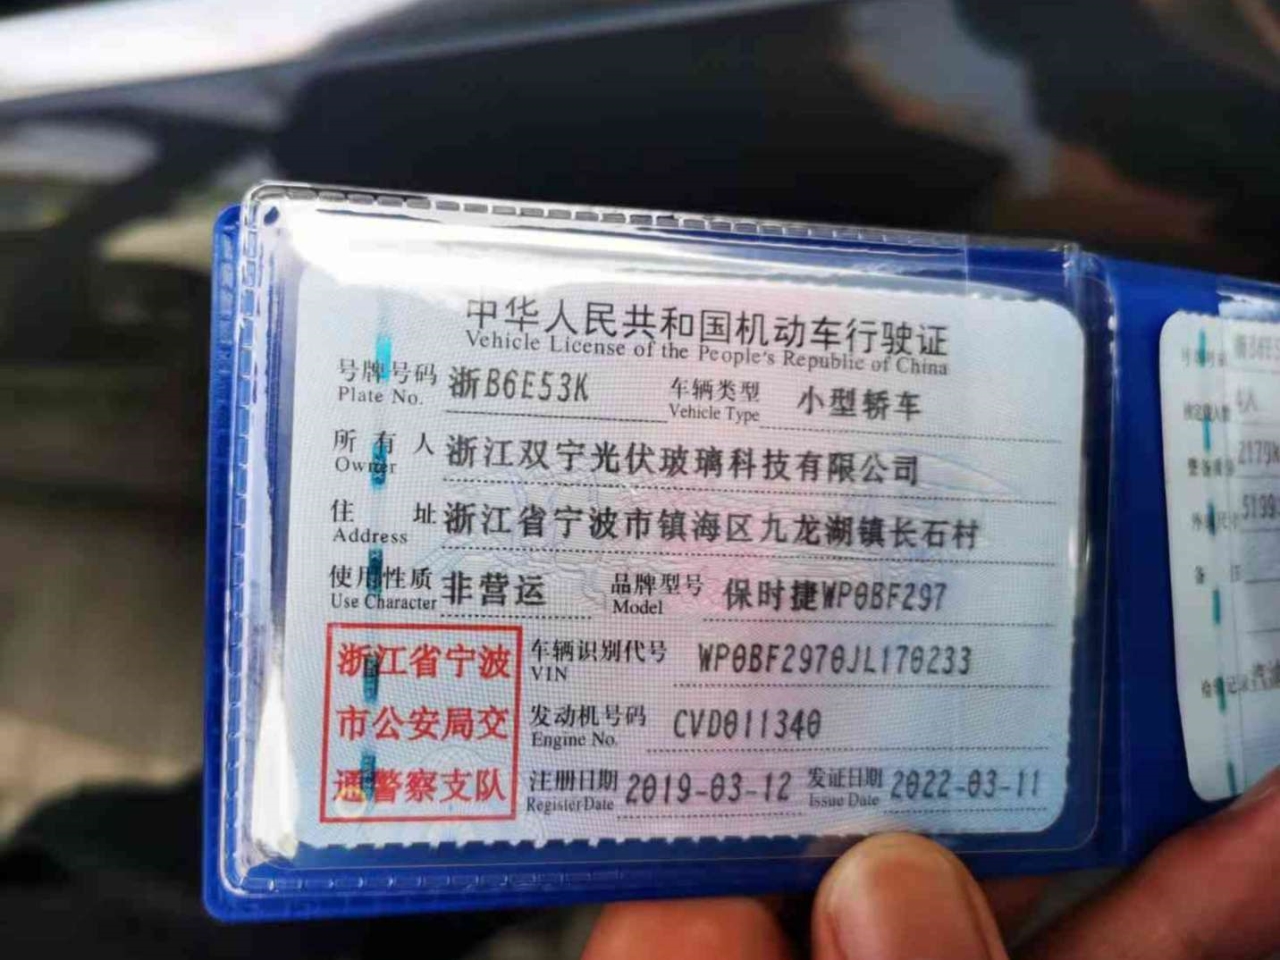 中华人民共和国机动车行驶证
Vehicle License of the People's Republic of China
号牌号码 浙B6E53K 车辆类型 小型轿车
Plate No. Vehicle Type
所有人 浙江双宁光伏玻璃科技有限公司
Owner
住址 浙江省宁波市镇海区九龙湖镇长石村
Address
使用性质 非营运 品牌型号 保时捷WP0BF297
Use Character Model
浙江省宁波
市公安局交
通警察支队
车辆识别代号 WP0BF2970JL170233
VIN
发动机号码 CVD011340
Engine No.
注册日期 2019-03-12 发证日期 2022-03-11
Register Date Issue Date